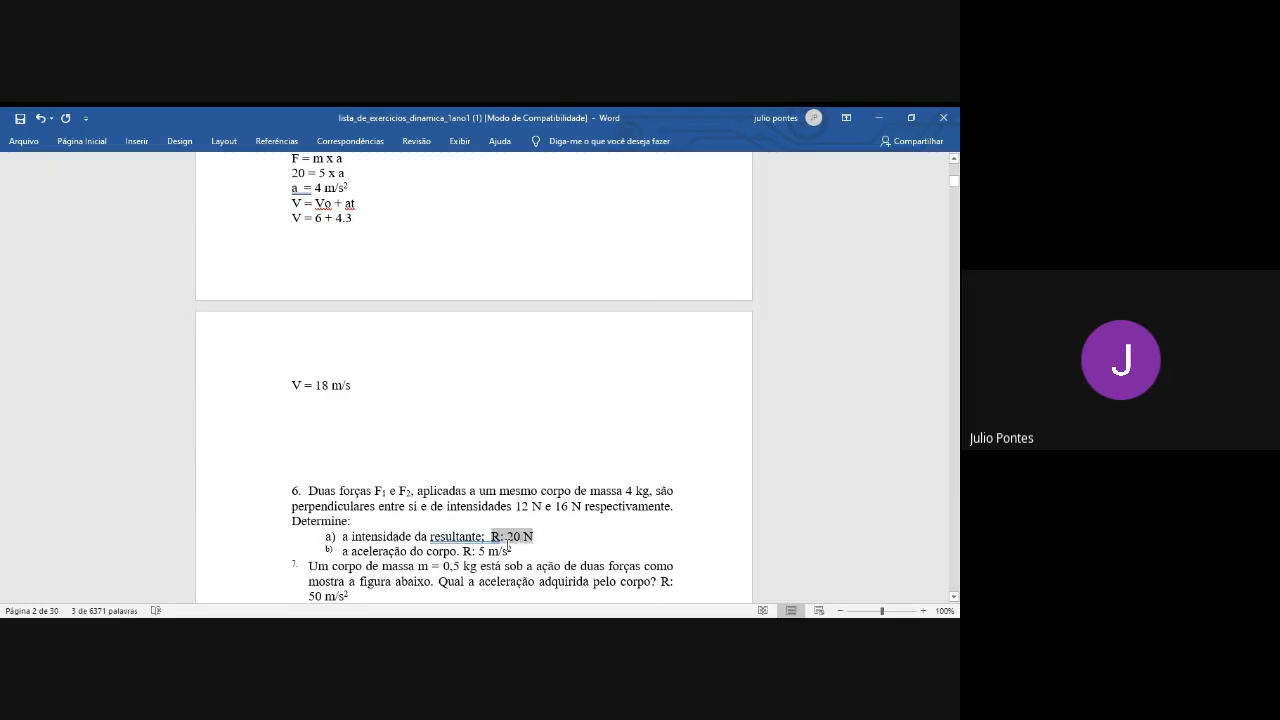 lista_de_exercicios_dinamica_1ano1 (1) [Modo de Compatibilidade] – Word
julio pontes
JP
Arquivo Página Inicial Inserir Design Layout Referências Correspondências Revisão Exibir Ajuda Diga-me o que você deseja fazer Compartilhar
F = m x a
20 = 5 x a
a = 4 m/s²
V = Vo + at
V = 6 + 4.3
V = 18 m/s
6. Duas forças F₁ e F₂, aplicadas a um mesmo corpo de massa 4 kg, são
perpendiculares entre si e de intensidades 12 N e 16 N respectivamente.
Determine:
a) a intensidade da resultante; R: 20 N
b) a aceleração do corpo. R: 5 m/s²
7. Um corpo de massa m = 0,5 kg está sob a ação de duas forças como
mostra a figura abaixo. Qual a aceleração adquirida pelo corpo? R:
50 m/s²
Página 2 de 30 3 de 6371 palavras 100%
J
Julio Pontes